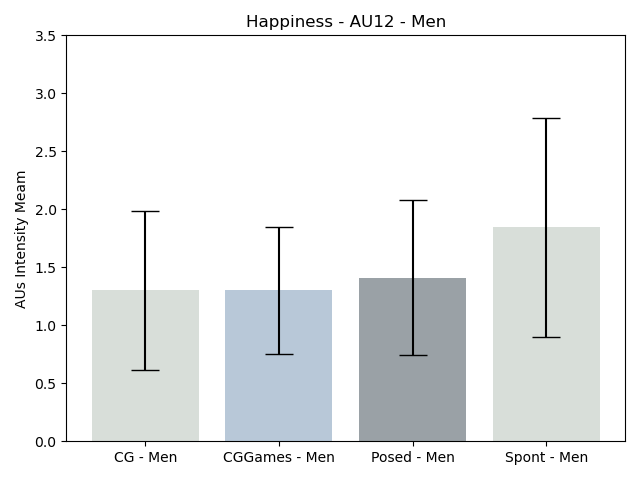 Happiness - AU12 - Men
AUs Intensity Meam
3.5
3.0
2.5
2.0
1.5
1.0
0.5
0.0
CG - Men
CGGames - Men
Posed - Men
Spont - Men